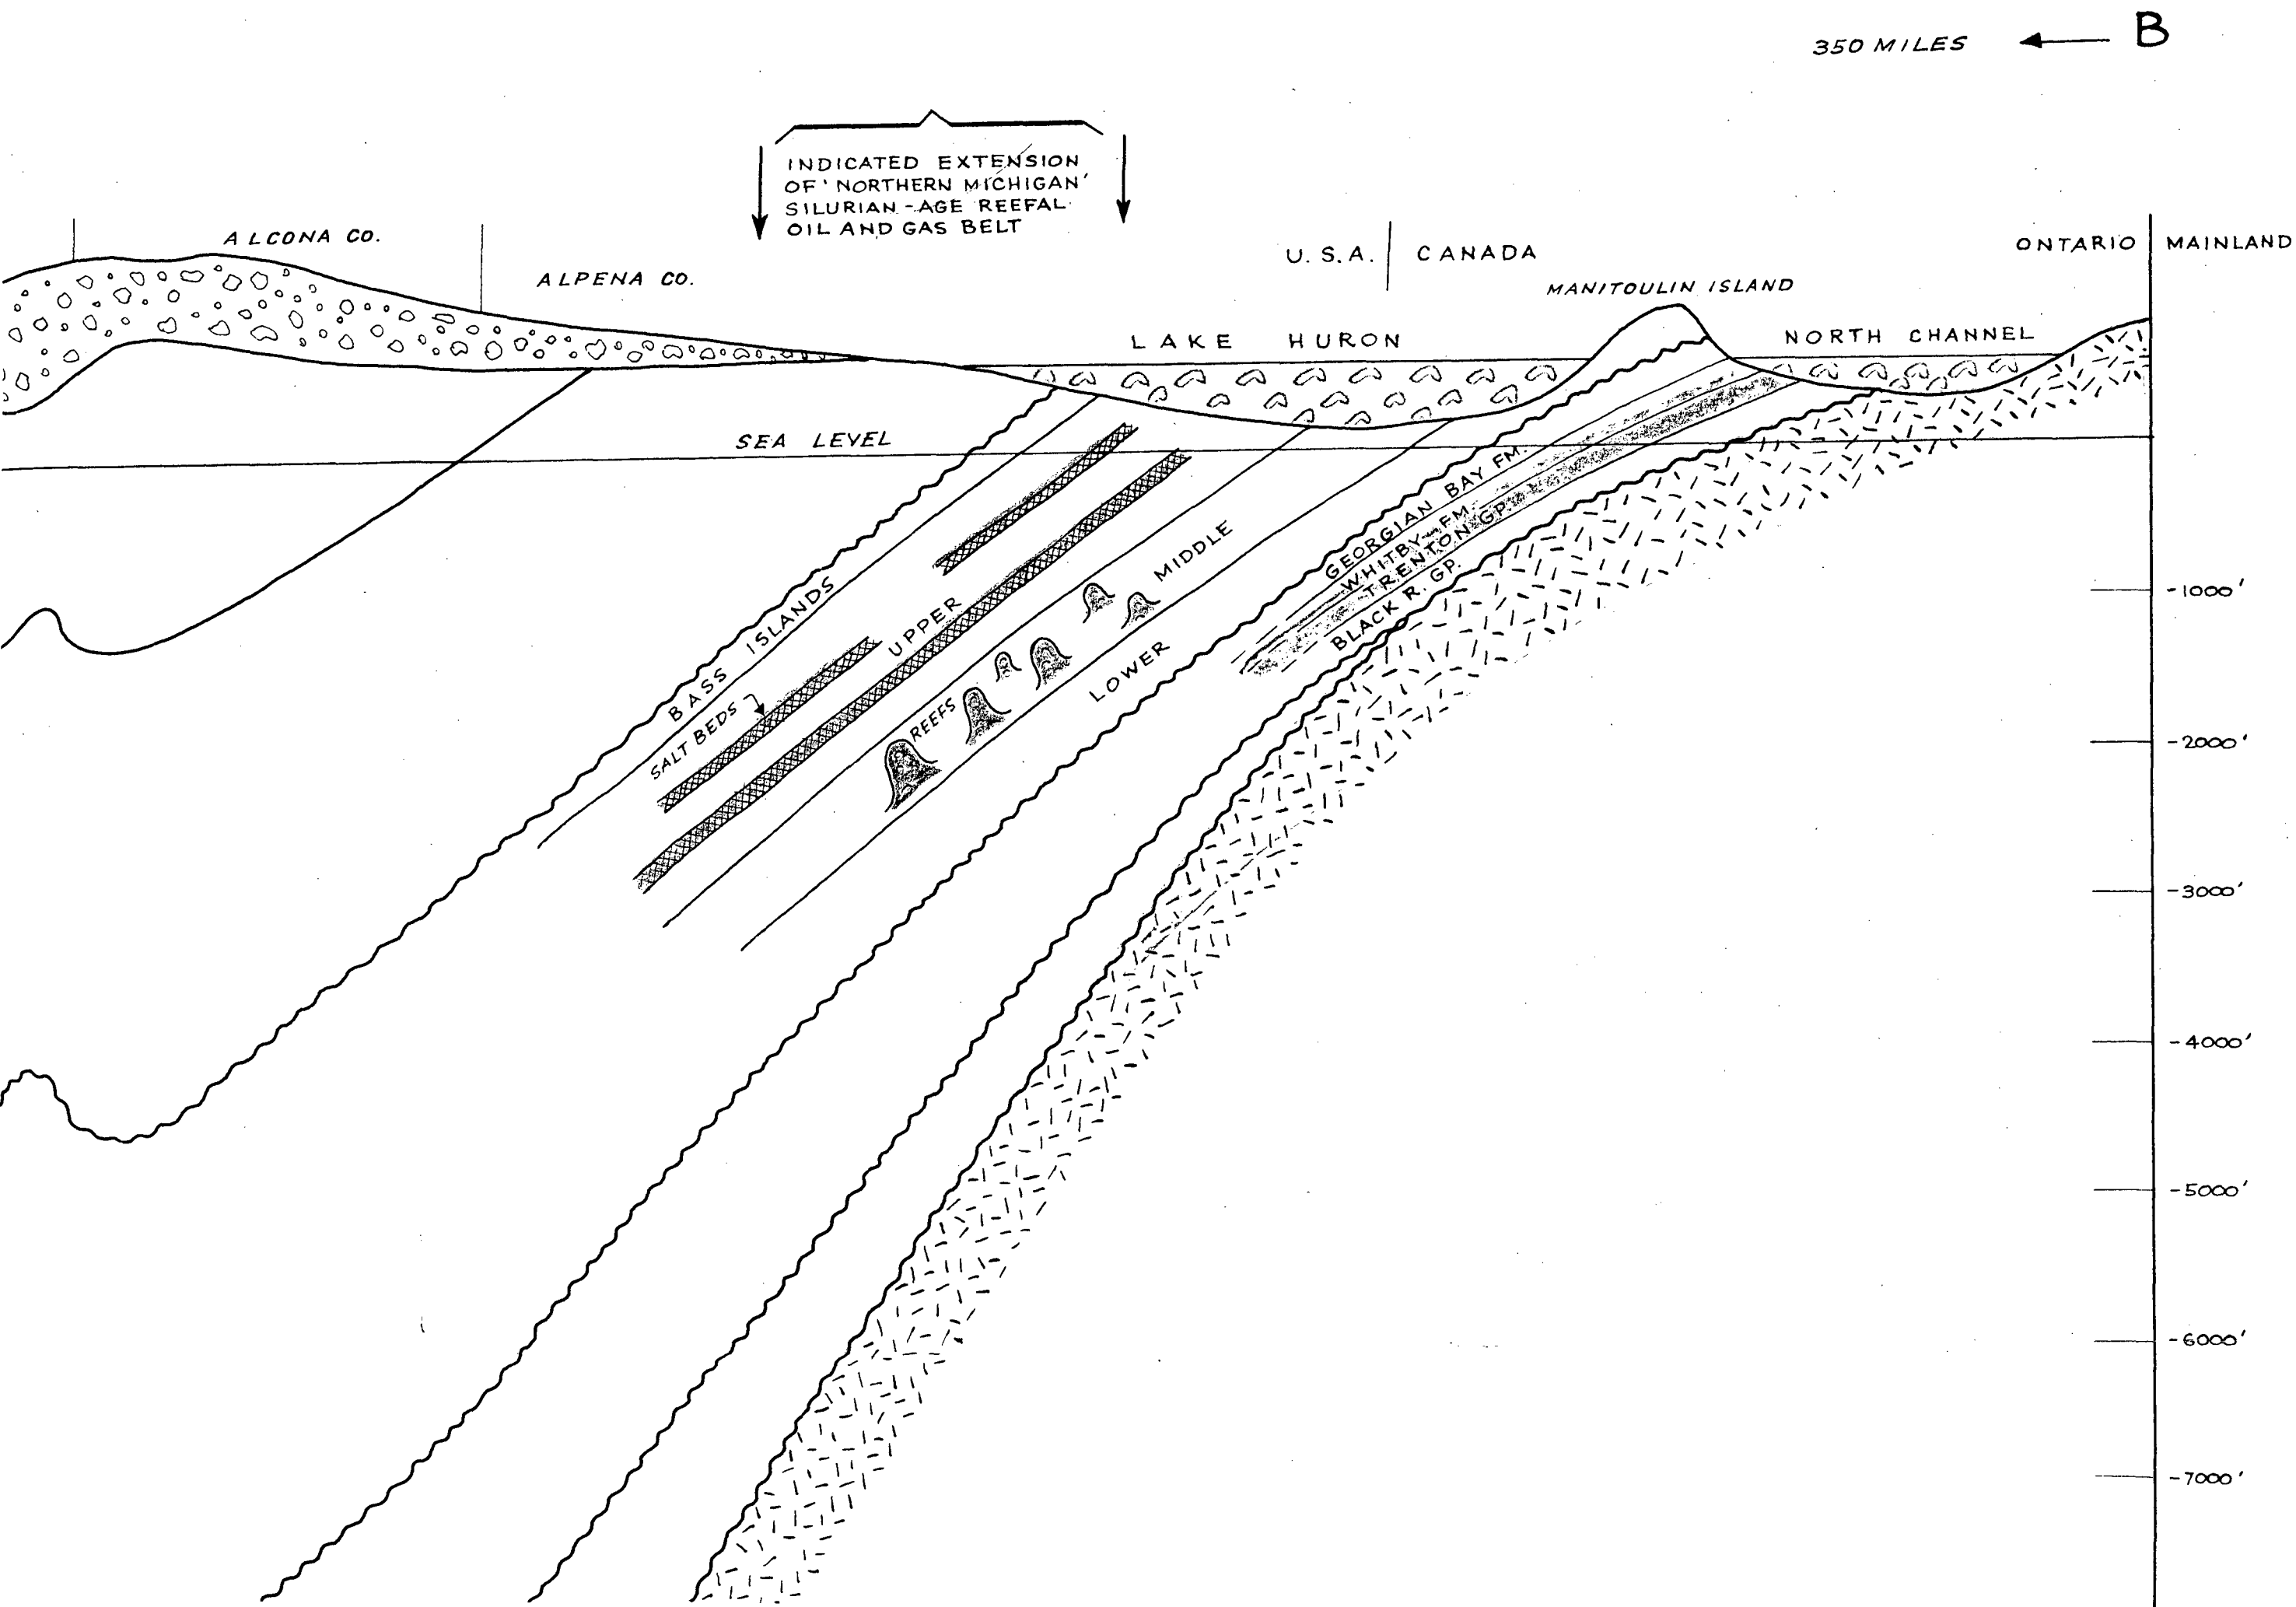 350 MILES ← B
INDICATED EXTENSION
OF 'NORTHERN MICHIGAN'
SILURIAN-AGE REEFAL
OIL AND GAS BELT
ALCONA CO.
ALPENA CO.
U.S.A. CANADA
ONTARIO MAINLAND
MANITOULIN ISLAND
LAKE HURON
NORTH CHANNEL
SEA LEVEL
GEORGIAN BAY FM.
WHITBY FM.
TRENTON GP.
BLACK R. GP.
BASS ISLANDS
UPPER
MIDDLE
LOWER
SALT BEDS
REEFS
-1000'
-2000'
-3000'
-4000'
-5000'
-6000'
-7000'